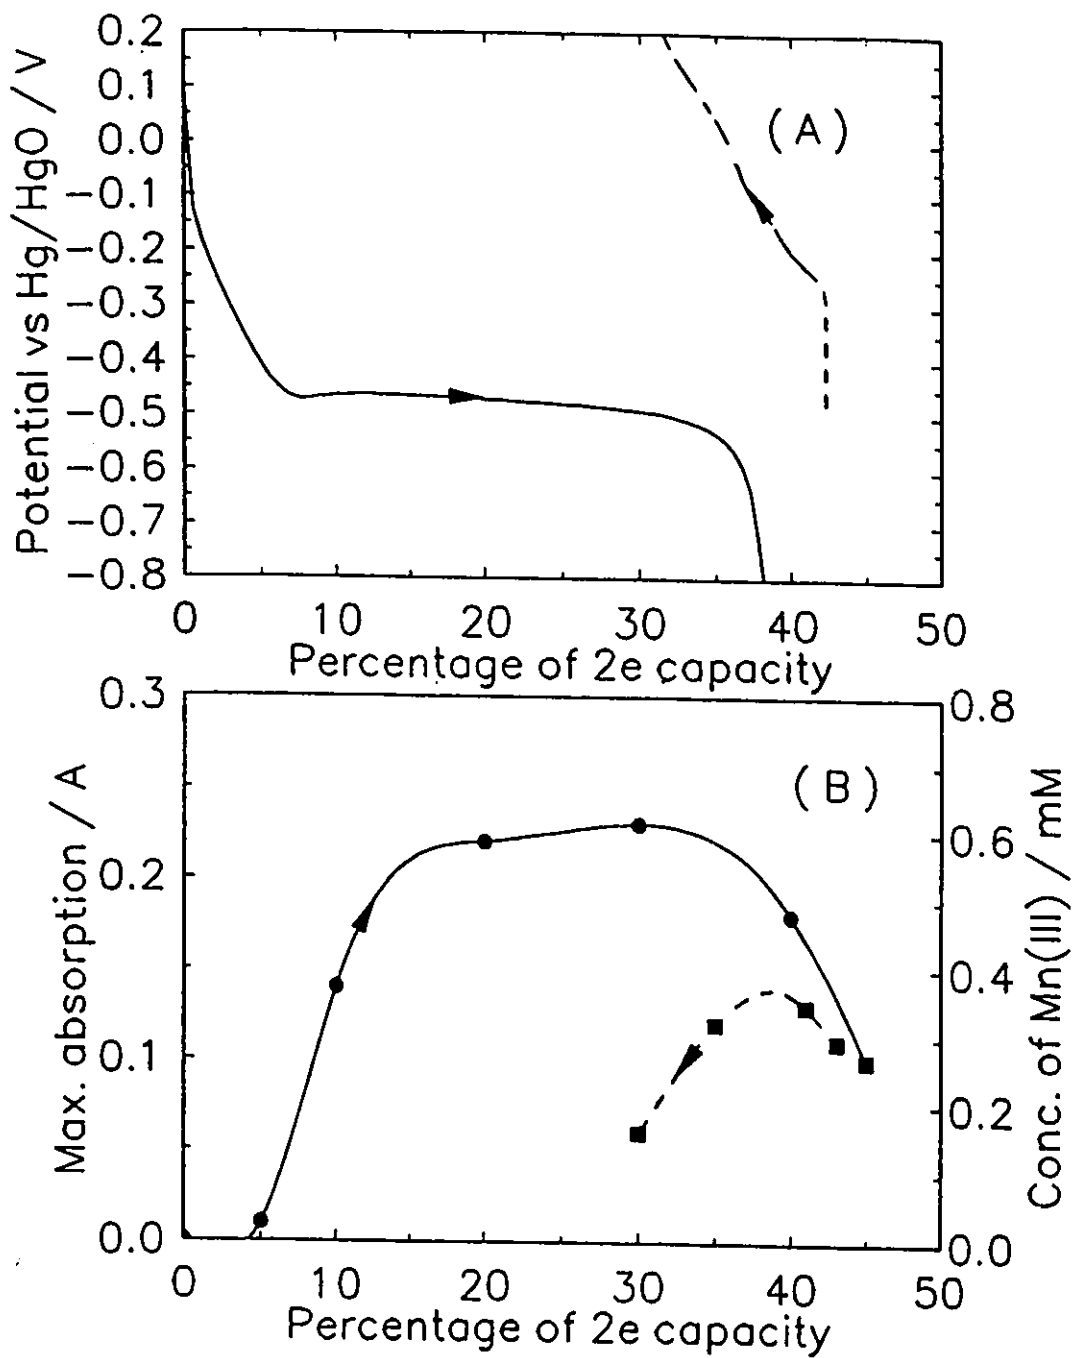 Potential vs Hg/HgO / V
0.2
0.1
0.0
−0.1
−0.2
−0.3
−0.4
−0.5
−0.6
−0.7
−0.8
(A)
0 10 20 30 40 50
Percentage of 2e capacity
Max. absorption / A
0.3
0.2
0.1
0.0
(B)
0.8
0.6
0.4
0.2
0.0
Conc. of Mn(III) / mM
0 10 20 30 40 50
Percentage of 2e capacity